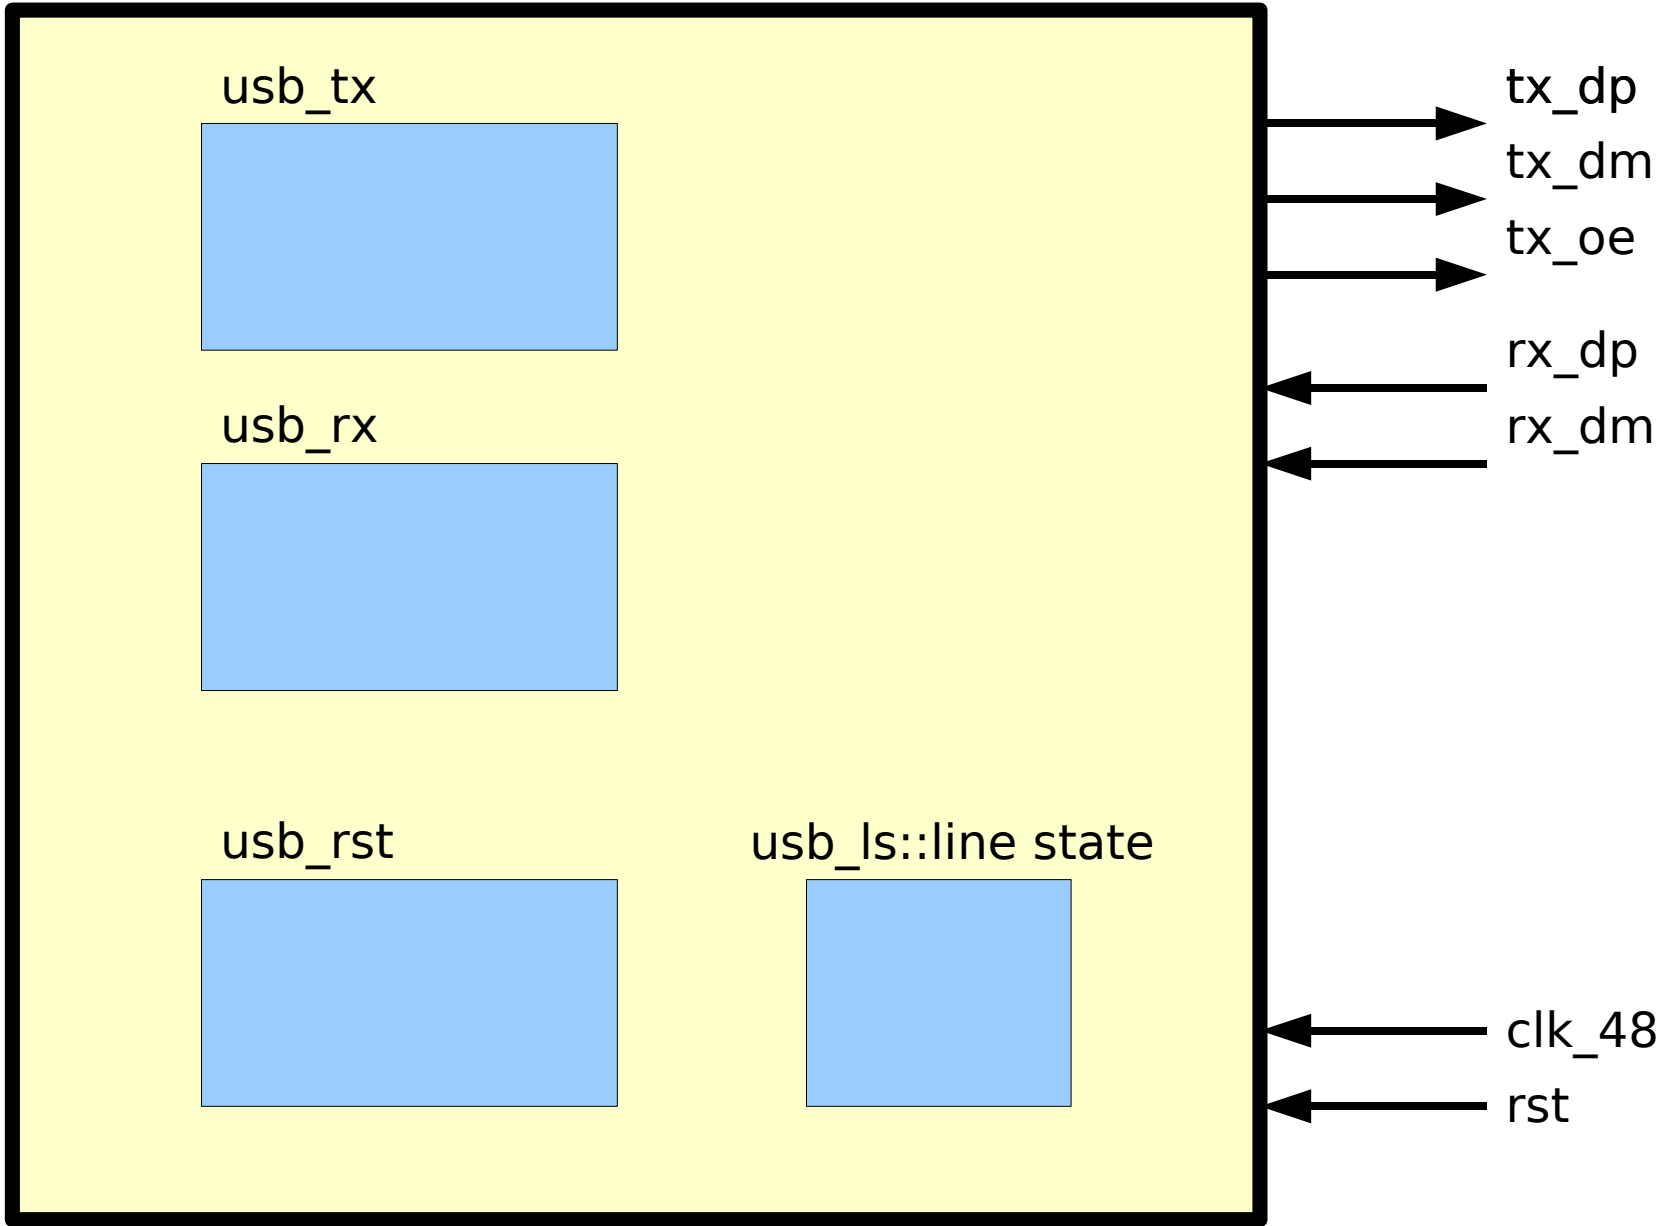 usb_tx
tx_dp
tx_dm
tx_oe
rx_dp
usb_rx
rx_dm
usb_rst
usb_ls::line state
clk_48
rst